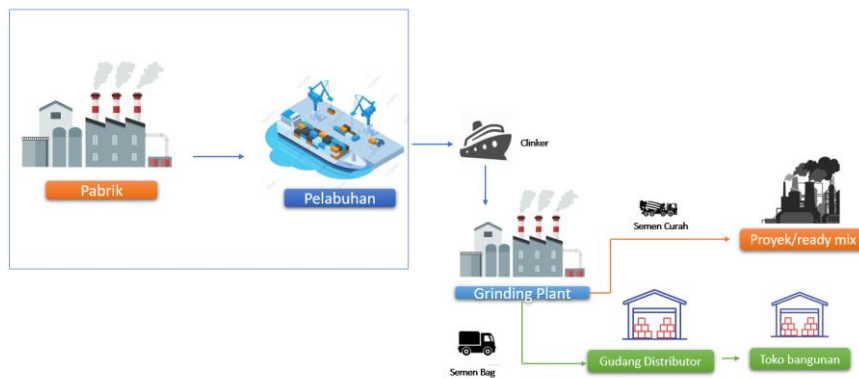 Pabrik
Pelabuhan
Clinker
Semen Curah
Proyek/ready mix
Grinding Plant
Semen Bag
Gudang Distributor
Toko bangunan